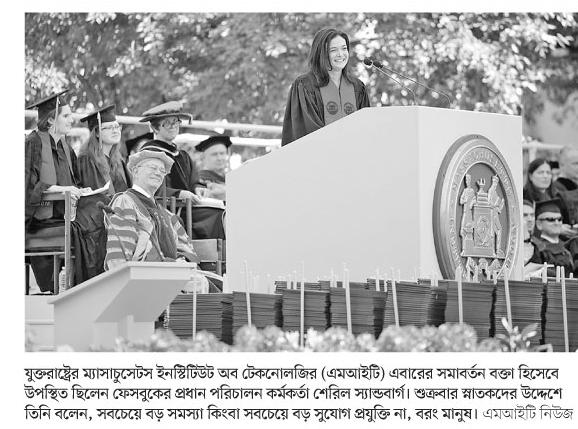 যুক্তরাষ্ট্রের ম্যাসাচুসেটস ইনস্টিটিউট অব টেকনোলজির (এমআইটি) এবারের সমাবর্তন বক্তা হিসেবে
উপস্থিত ছিলেন ফেসবুকের প্রধান পরিচালন কর্মকর্তা শেরিল স্যান্ডবার্গ। শুক্রবার স্নাতকদের উদ্দেশে
তিনি বলেন, সবচেয়ে বড় সমস্যা কিংবা সবচেয়ে বড় সুযোগ প্রযুক্তি না, বরং মানুষ। এমআইটি নিউজ